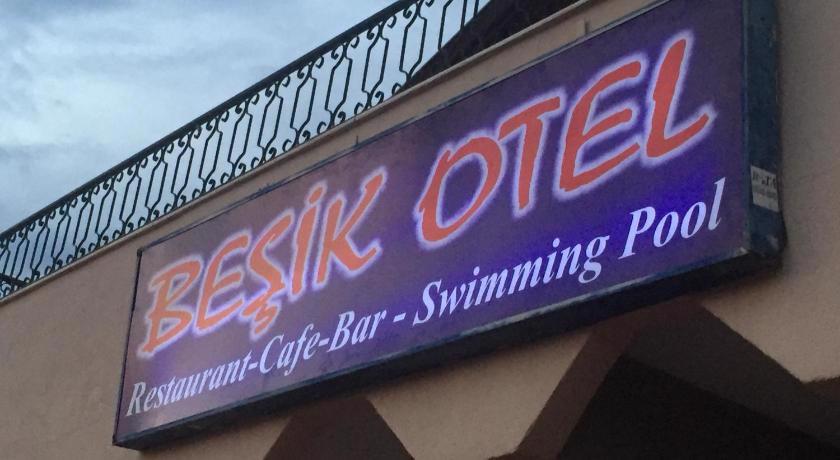 BEŞİK OTEL
Restaurant-Cafe-Bar - Swimming Pool